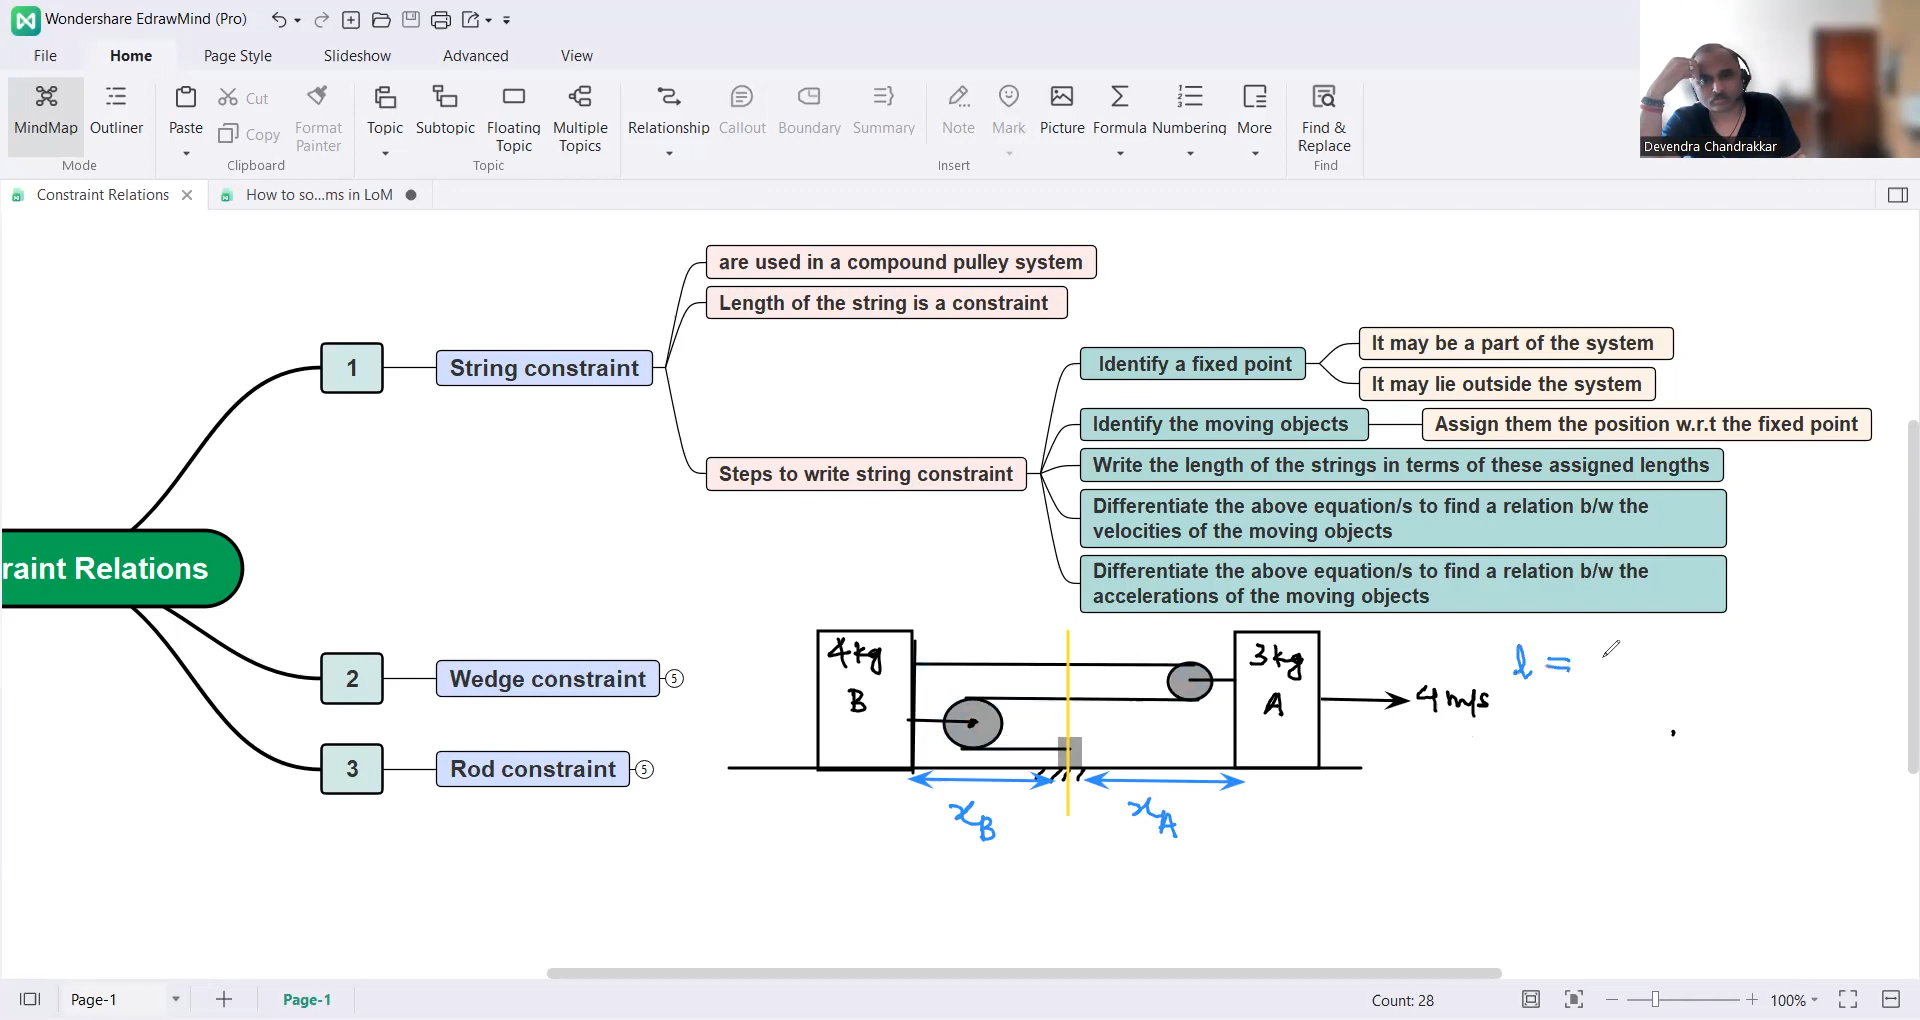 Wondershare EdrawMind (Pro)
File Home Page Style Slideshow Advanced View
MindMap Outliner Paste Cut Copy Format Painter Topic Subtopic Floating Topic Multiple Topics Relationship Callout Boundary Summary Note Mark Picture Formula Numbering More Find & Replace
Mode Clipboard Topic Insert Find
Devendra Chandrakkar
Constraint Relations How to so...ms in LoM
are used in a compound pulley system
Length of the string is a constraint
1 String constraint
Steps to write string constraint
Identify a fixed point
It may be a part of the system
It may lie outside the system
Identify the moving objects
Assign them the position w.r.t the fixed point
Write the length of the strings in terms of these assigned lengths
Differentiate the above equation/s to find a relation b/w the
velocities of the moving objects
Differentiate the above equation/s to find a relation b/w the
accelerations of the moving objects
raint Relations
2 Wedge constraint 5
3 Rod constraint 5
4kg
B
3kg
A
4 m/s
l =
x_B
x_A
Page-1 Page-1 Count: 28 100%